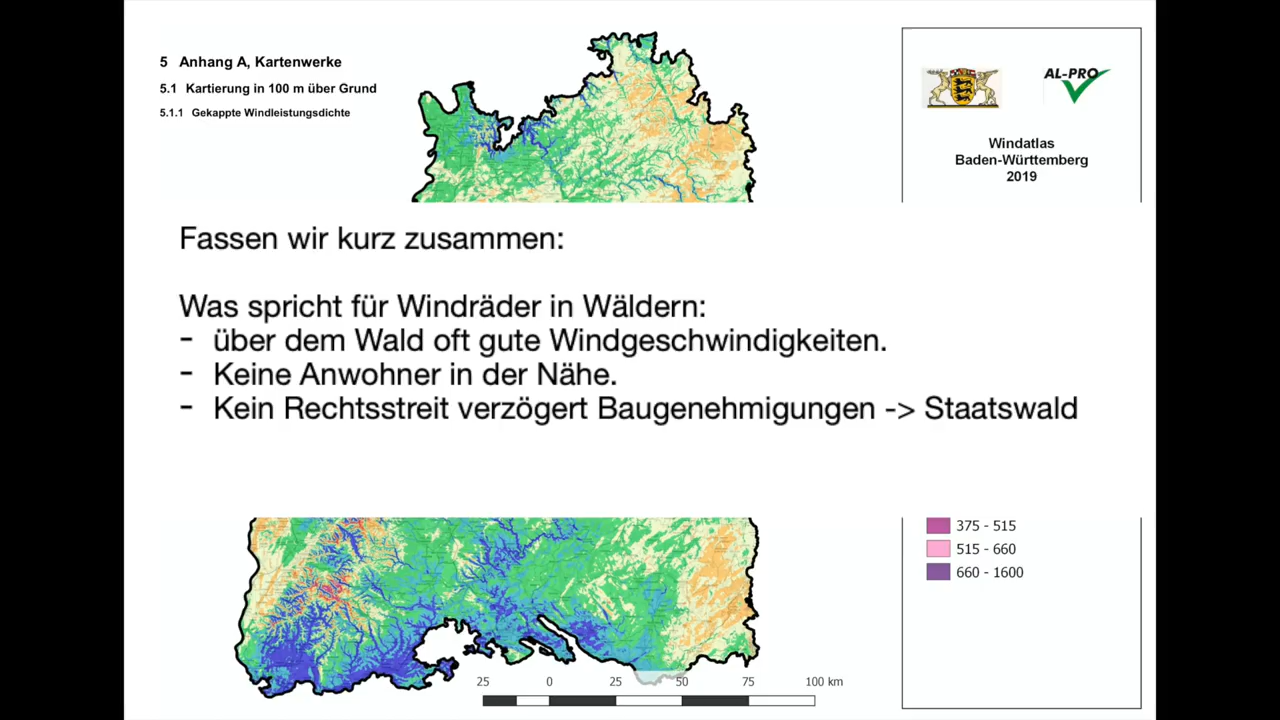 5 Anhang A, Kartenwerke
5.1 Kartierung in 100 m über Grund
5.1.1 Gekappte Windleistungsdichte
AL-PRO
Windatlas
Baden-Württemberg
2019
Fassen wir kurz zusammen:
Was spricht für Windräder in Wäldern:
- über dem Wald oft gute Windgeschwindigkeiten.
- Keine Anwohner in der Nähe.
- Kein Rechtsstreit verzögert Baugenehmigungen -> Staatswald
375 - 515
515 - 660
660 - 1600
25 0 25 50 75 100 km